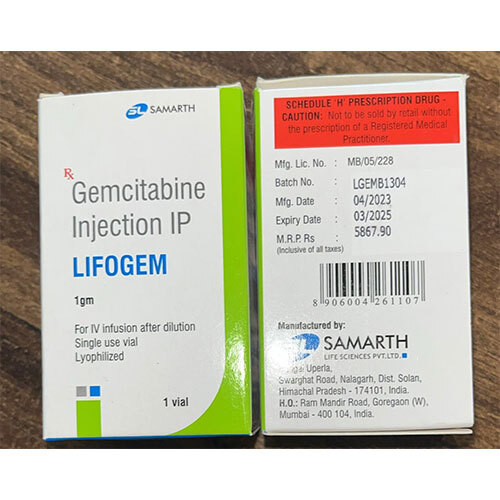 SL SAMARTH
Rx
Gemcitabine
Injection IP
LIFOGEM
1gm
For IV infusion after dilution
Single use vial
Lyophilized
1 vial
SCHEDULE 'H' PRESCRIPTION DRUG -
CAUTION: Not to be sold by retail without
the prescription of a Registered Medical
Practitioner.
Mfg. Lic. No. : MB/05/228
Batch No. : LGEMB1304
Mfg. Date : 04/2023
Expiry Date : 03/2025
M.R.P. Rs : 5867.90
(Inclusive of all taxes)
8 906004 261107
Manufactured by:
SL SAMARTH
LIFE SCIENCES PVT.LTD.
Uperla,
Swarghat Road, Nalagarh, Dist. Solan,
Himachal Pradesh - 174101, India.
H.O.: Ram Mandir Road, Goregaon (W),
Mumbai - 400 104, India.